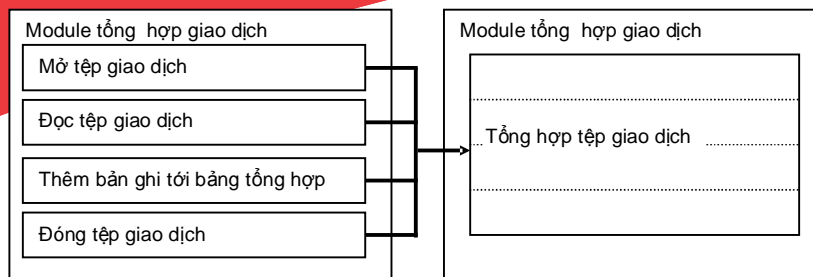 Module tổng hợp giao dịch
Mở tệp giao dịch
Đọc tệp giao dịch
Thêm bản ghi tới bảng tổng hợp
Đóng tệp giao dịch
Module tổng hợp giao dịch
Tổng hợp tệp giao dịch